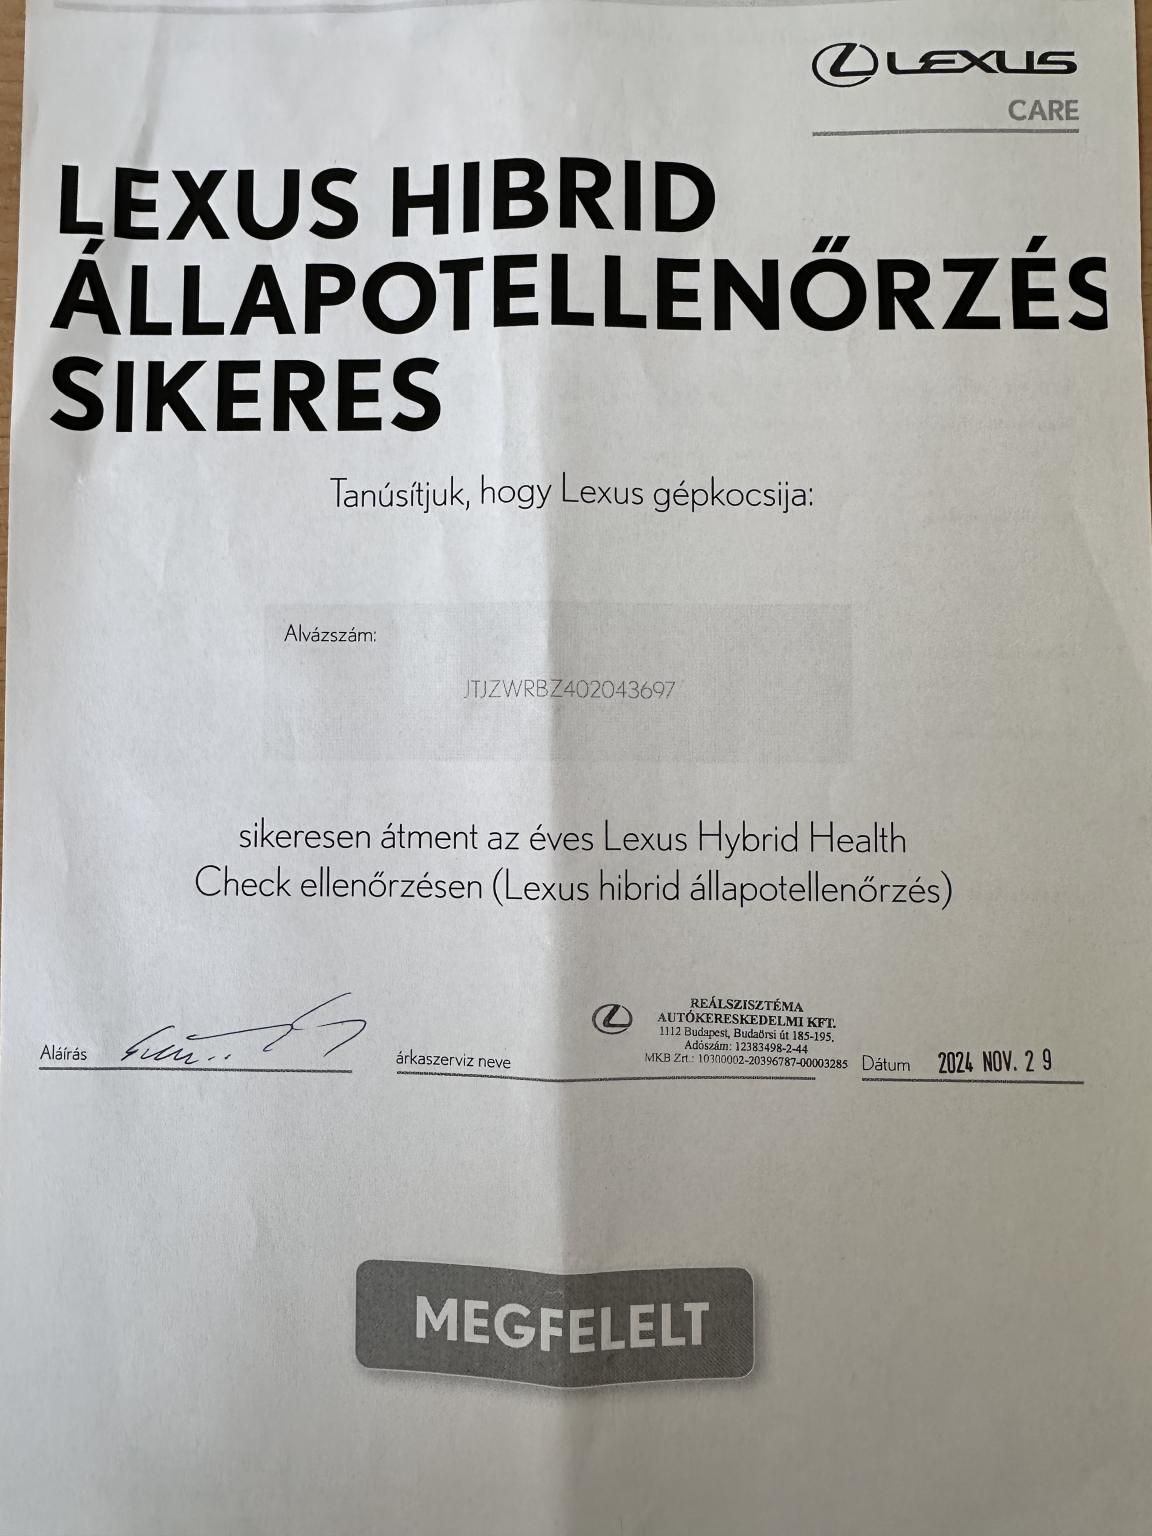 LEXUS
CARE
LEXUS HIBRID
ÁLLAPOTELLENŐRZÉS
SIKERES
Tanúsítjuk, hogy Lexus gépkocsija:
Alvázszám:
JTJZWRBZ402043697
sikeresen átment az éves Lexus Hybrid Health
Check ellenőrzésen (Lexus hibrid állapotellenőrzés)
Aláírás
árkaszerviz neve
REÁLSZISZTÉMA
AUTÓKERESKEDELMI KFT.
1112 Budapest, Budaörsi út 185-195.
Adószám: 12383498-2-44
MKB Zrt.: 10300002-20396787-00003285
Dátum 2024 NOV. 29
MEGFELELT